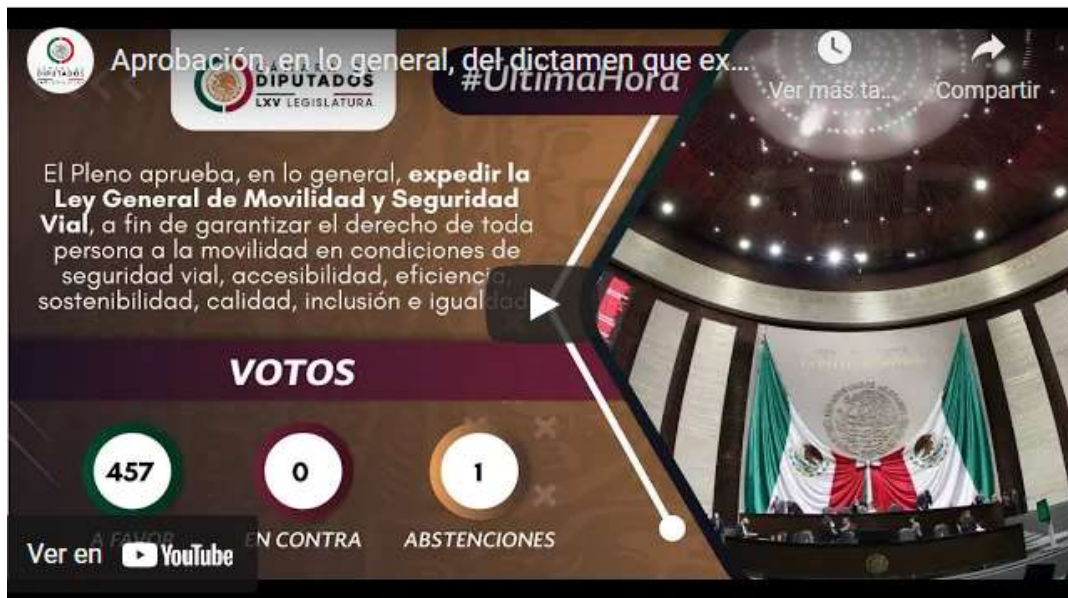 Aprobación, en lo general, del dictamen que ex...
Ver más ta...
Compartir
DIPUTADOS
LXV LEGISLATURA
#ÚltimaHora
El Pleno aprueba, en lo general, expedir la
Ley General de Movilidad y Seguridad
Vial, a fin de garantizar el derecho de toda
persona a la movilidad en condiciones de
seguridad vial, accesibilidad, eficiencia,
sostenibilidad, calidad, inclusión e igualdad
VOTOS
457
0
1
A FAVOR
EN CONTRA
ABSTENCIONES
Ver en YouTube